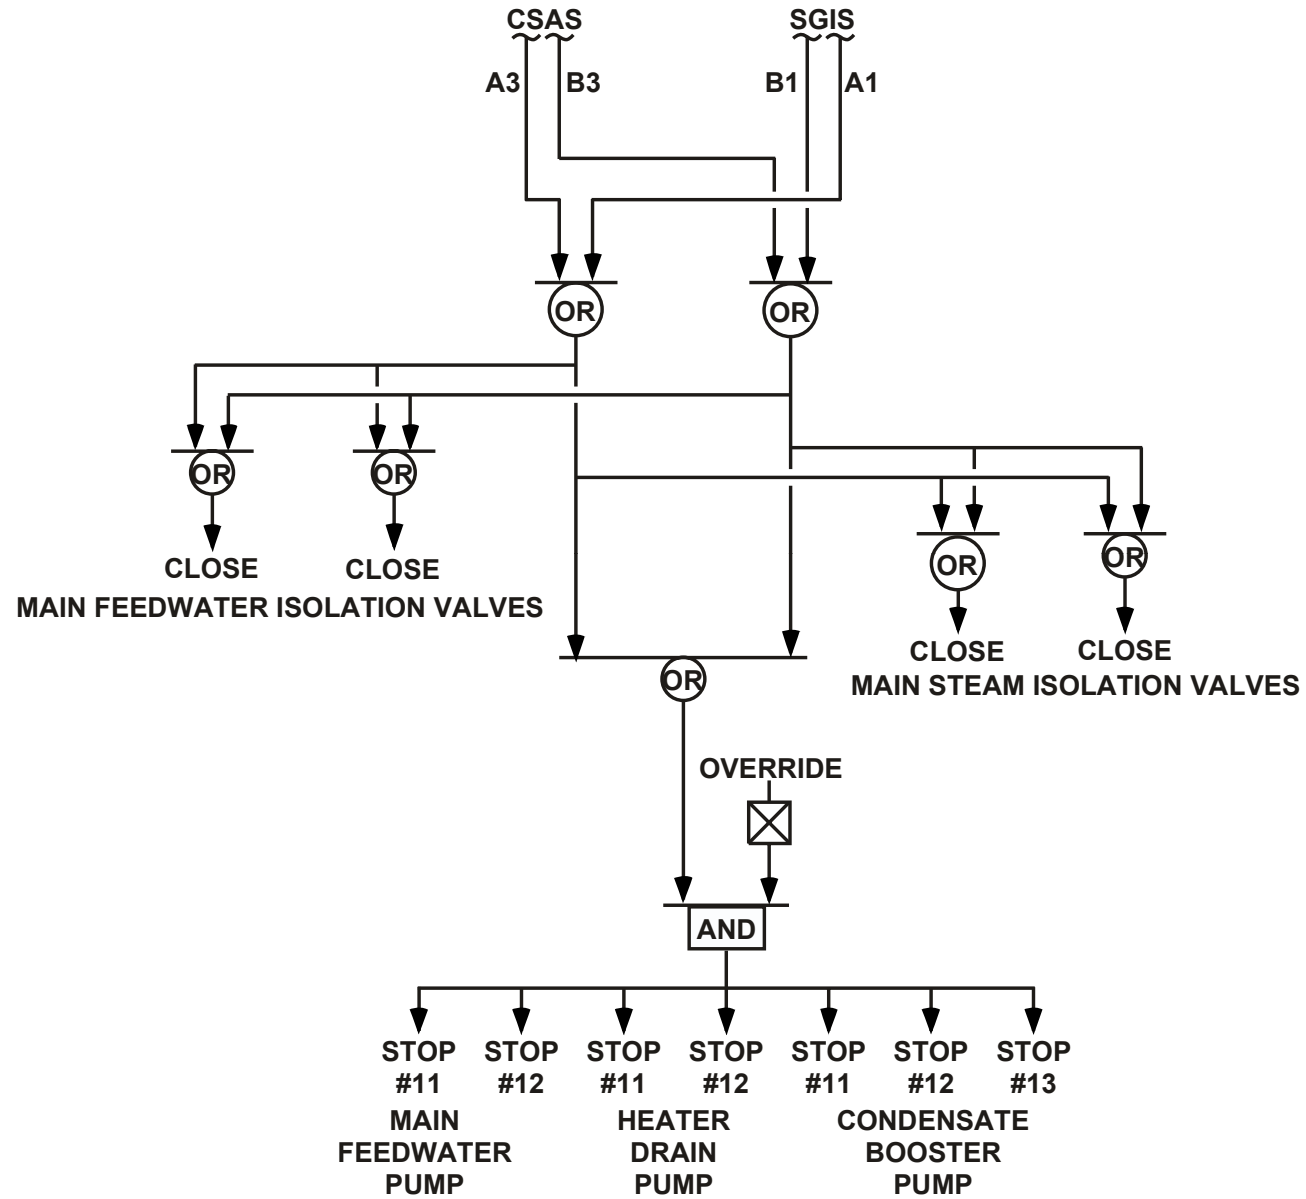 CSAS SGIS
A3 B3 B1 A1
OR OR
OR OR
OR OR
CLOSE CLOSE
MAIN FEEDWATER ISOLATION VALVES
CLOSE CLOSE
MAIN STEAM ISOLATION VALVES
OR
OVERRIDE
AND
STOP STOP STOP STOP STOP STOP STOP
#11 #12 #11 #12 #11 #12 #13
MAIN HEATER CONDENSATE
FEEDWATER DRAIN BOOSTER
PUMP PUMP PUMP